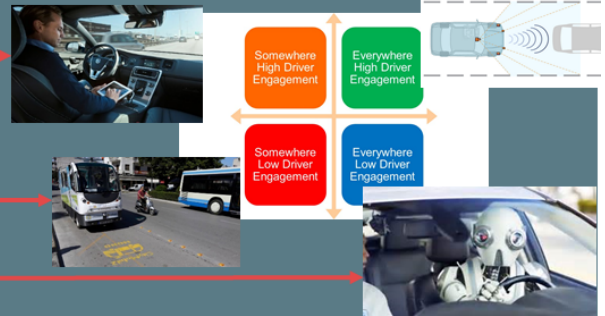 Somewhere
High Driver
Engagement
Everywhere
High Driver
Engagement
Somewhere
Low Driver
Engagement
Everywhere
Low Driver
Engagement